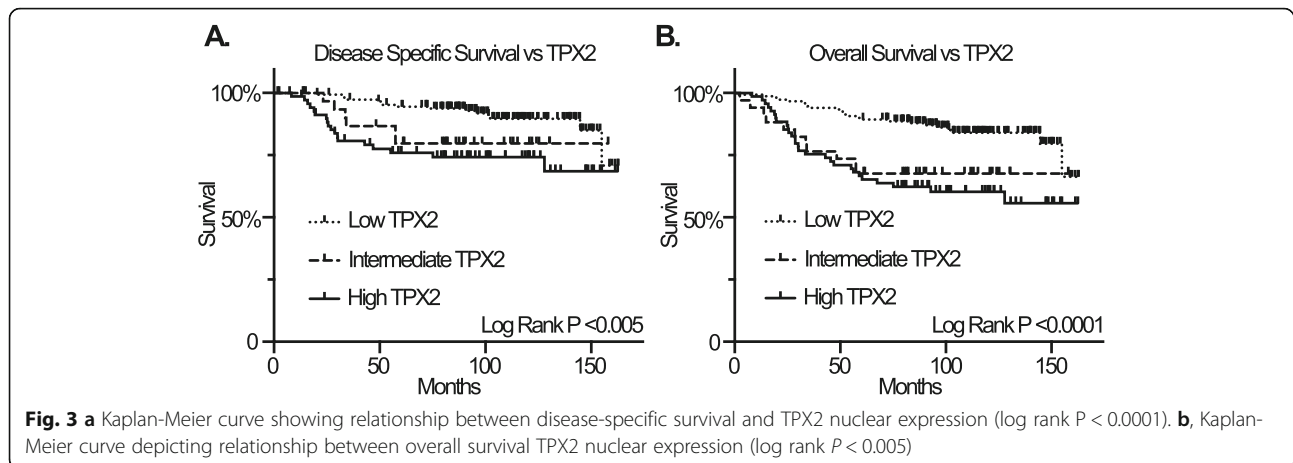 A.
Disease Specific Survival vs TPX2
100%
50%
0
Survival
Low TPX2
Intermediate TPX2
High TPX2
Log Rank P <0.005
0
50
100
150
Months
B.
Overall Survival vs TPX2
100%
50%
0
Survival
Low TPX2
Intermediate TPX2
High TPX2
Log Rank P <0.0001
0
50
100
150
Months
Fig. 3 a Kaplan-Meier curve showing relationship between disease-specific survival and TPX2 nuclear expression (log rank P < 0.0001). b, Kaplan-
Meier curve depicting relationship between overall survival TPX2 nuclear expression (log rank P < 0.005)